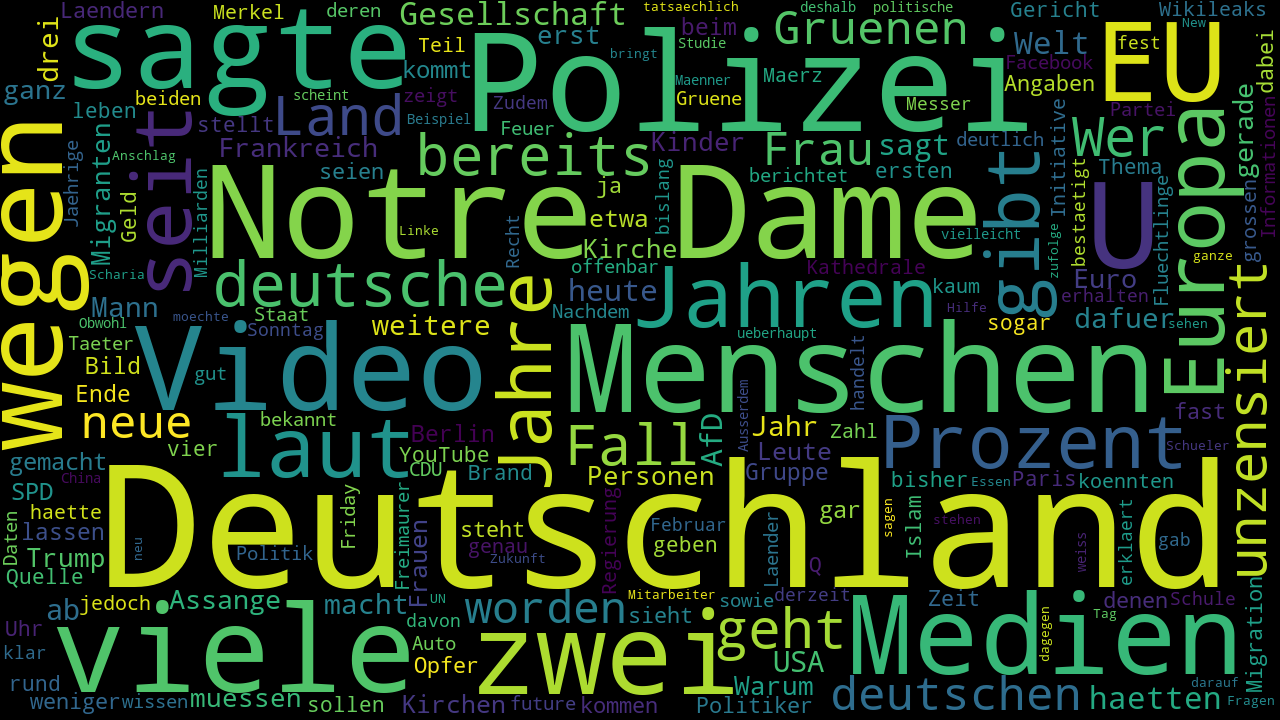 Laendern
Merkel
deren
Gesellschaft
tatsaechlich
deshalb
politische
Gericht
Wikileaks
New
sagte
Polizei
Gruenen
EU
drei
Teil
erst
beim
Studie
Welt
fest
dabei
bringt
kommt
Facebook
ganz
beiden
scheint
zeigt
Zudem
Maenner
Maerz
Angaben
Gruene
Messer
Partei
leben
Land
Beispiel
stellt
Feuer
Kinder
Frau
sagt
deutlich
Initiative
Wer
gerade
Informationen
wegen
seit
Frankreich
bereits
Migranten
Anschlag
Jaehrige
seien
berichtet
ersten
gibt
Thema
Europa
Notre
Dame
U
ja
bislang
bestaetigt
Fluechtlinge
grossen
Geld
Milliarden
Linke
etwa
Recht
vielleicht
zufolge
Kirche
ganze
Scharia
deutsche
offenbar
Kathedrale
Euro
heute
Jahren
kaum
erhalten
Mann
Staat
Nachdem
Hilfe
Obwohl
moechte
Sonntag
weitere
Jahre
sogar
dafuer
sehen
unzensiert
Taeter
Video
ueberhaupt
Menschen
handelt
Bild
gut
Ende
Ausserdem
neue
bekannt
fast
vier
laut
Berlin
Fall
AfD
Jahr
Zahl
Prozent
YouTube
Leute
Schueler
gemacht
CDU
Brand
Personen
Gruppe
bisher
Essen
Paris
koennten
China
SPD
Deutschland
haette
Friday
Freimaurer
gar
sagen
Islam
Daten
lassen
steht
Februar
stehen
neu
Frauen
genau
Regierung
geben
Laender
weiss
erklaert
gab
Trump
Politik
Zukunft
Q
Quelle
ab
jedoch
Assange
macht
UN
worden
Mitarbeiter
sowie
derzeit
Zeit
denen
Schule
Migration
Uhr
viele
davon
sieht
geht
Medien
dagegen
Tag
klar
Auto
zwei
Opfer
USA
rund
Warum
darauf
weniger
wissen
muessen
sollen
Kirchen
future
kommen
Politiker
deutschen
haetten
Fragen